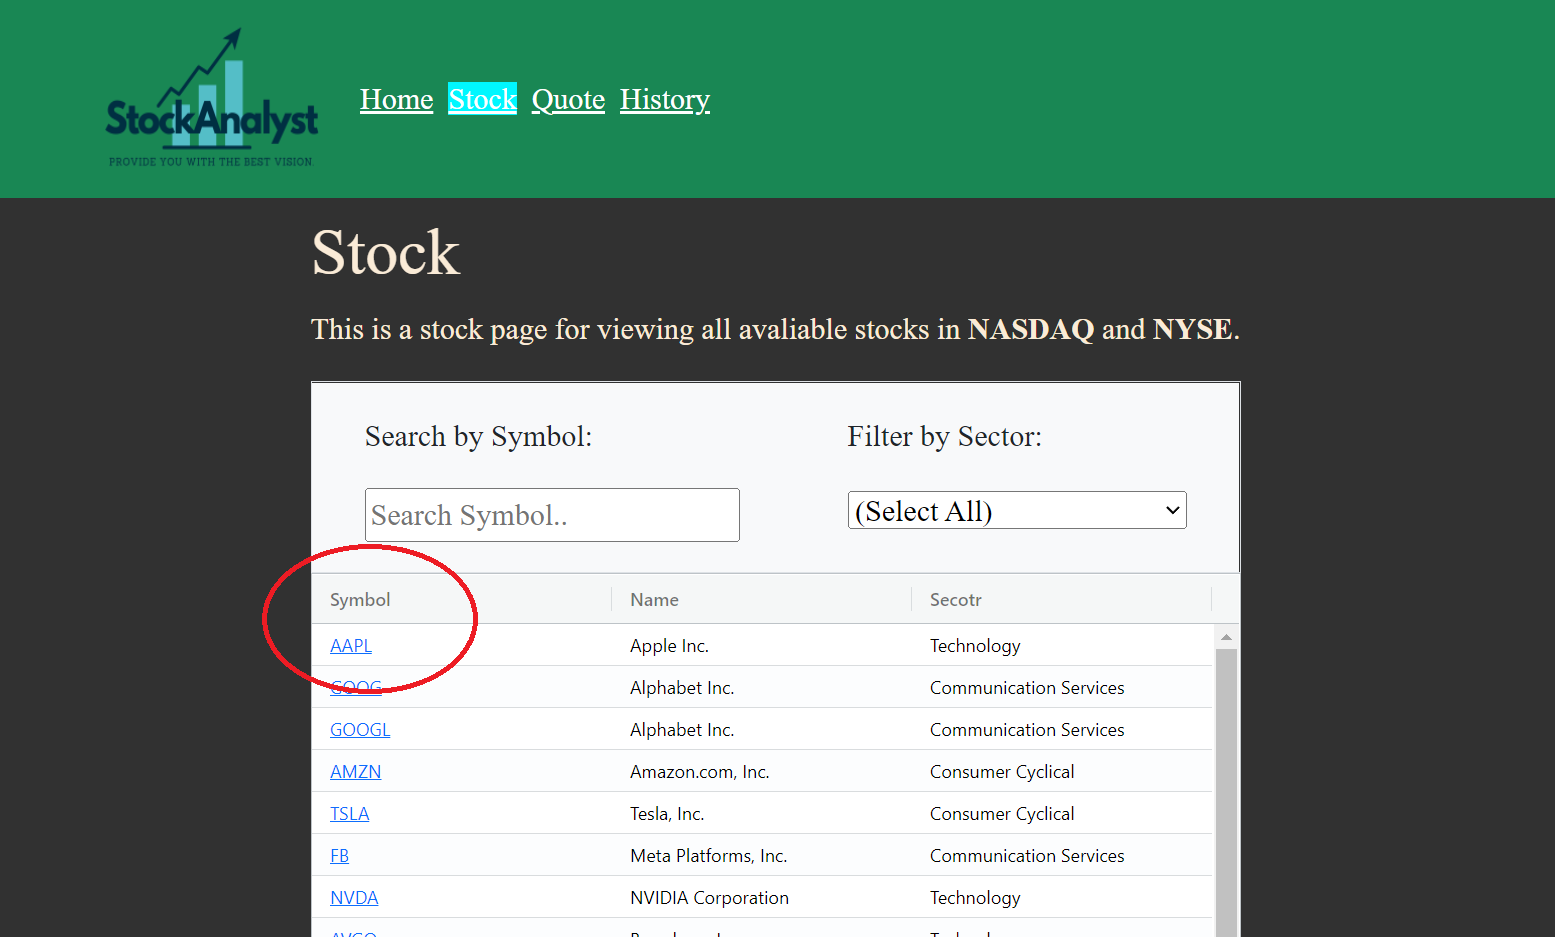 StockAnalyst
PROVIDE YOU WITH THE BEST VISION.
Home Stock Quote History
Stock
This is a stock page for viewing all avaliable stocks in NASDAQ and NYSE.
Search by Symbol: Filter by Sector:
Search Symbol.. (Select All)
Symbol Name Secotr
AAPL Apple Inc. Technology
GOOG Alphabet Inc. Communication Services
GOOGL Alphabet Inc. Communication Services
AMZN Amazon.com, Inc. Consumer Cyclical
TSLA Tesla, Inc. Consumer Cyclical
FB Meta Platforms, Inc. Communication Services
NVDA NVIDIA Corporation Technology